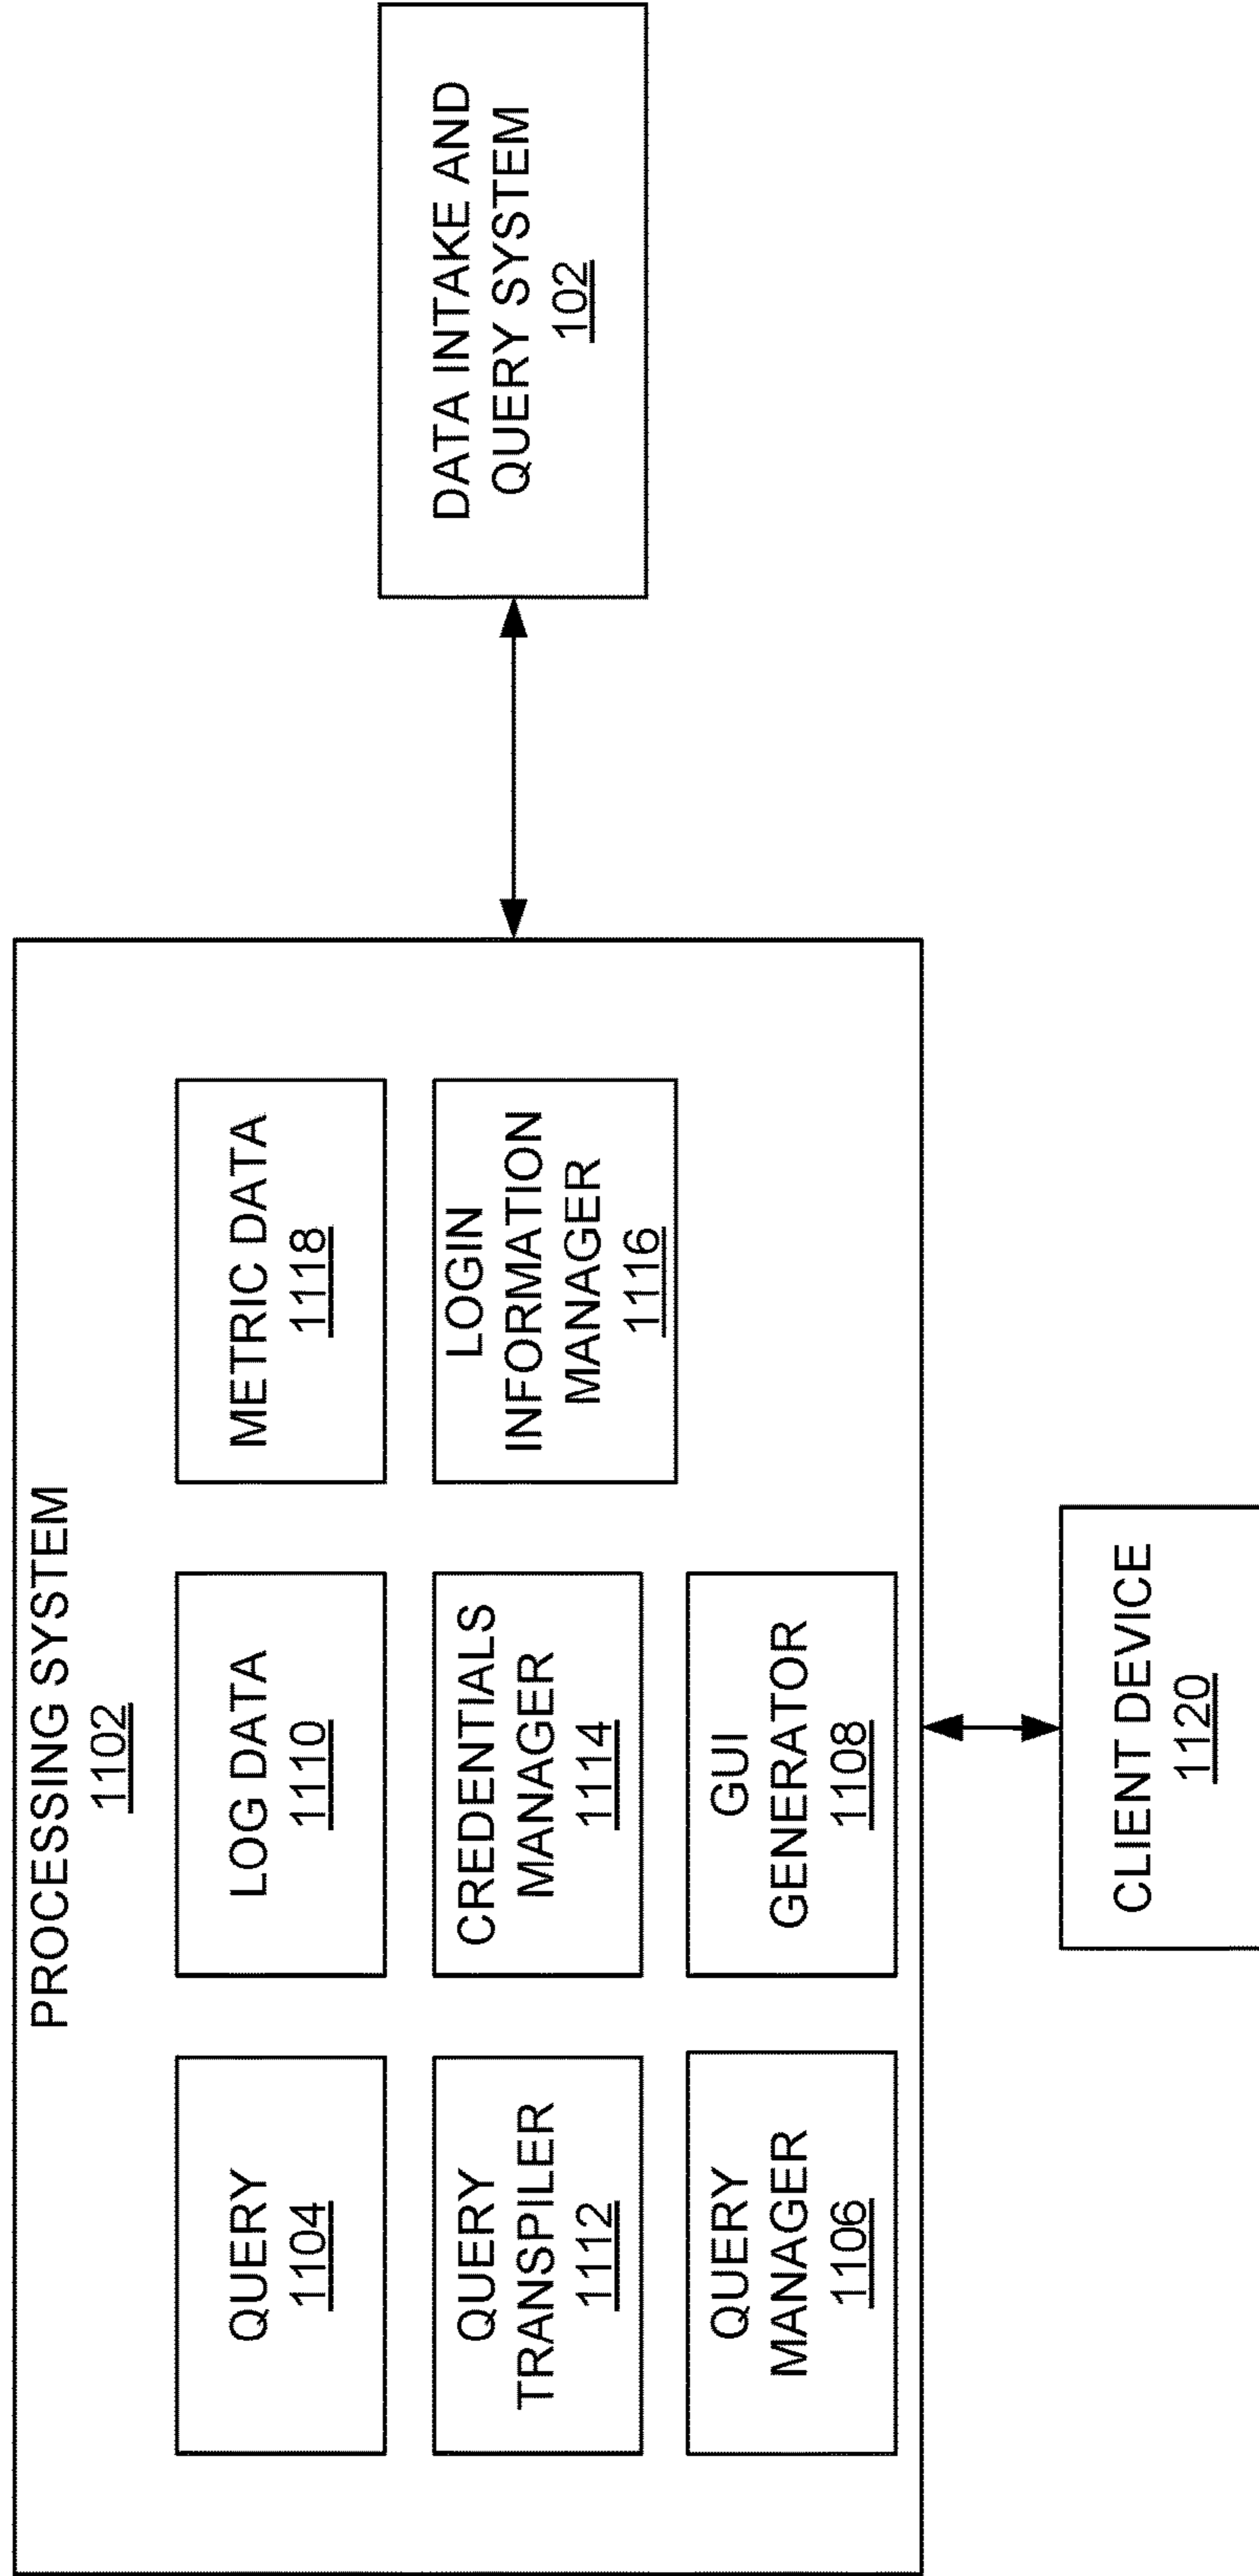 PROCESSING SYSTEM
1102
QUERY
1104
LOG DATA
1110
METRIC DATA
1118
QUERY
TRANSPILER
1112
CREDENTIALS
MANAGER
1114
LOGIN
INFORMATION
MANAGER
1116
QUERY
MANAGER
1106
GUI
GENERATOR
1108
DATA INTAKE AND
QUERY SYSTEM
102
CLIENT DEVICE
1120